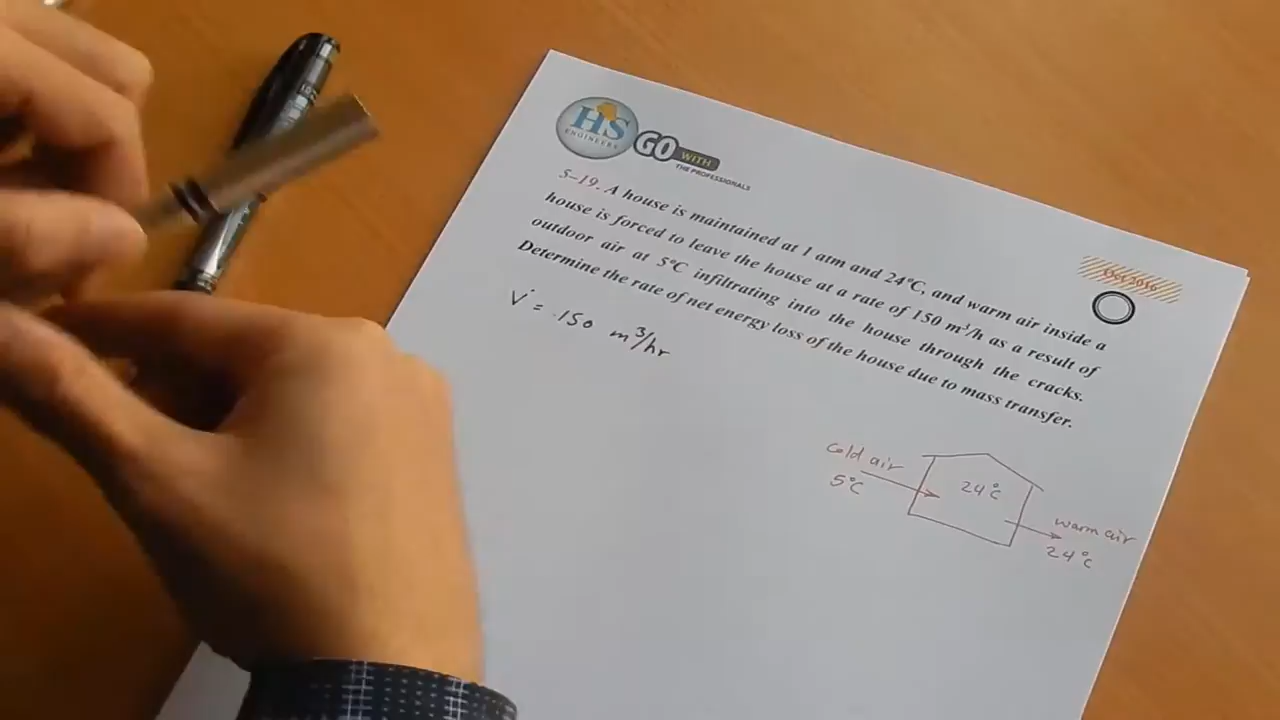 HS
ENGINEERS
GO WITH
THE PROFESSIONALS
5–19. A house is maintained at 1 atm and 24°C, and warm air inside a
house is forced to leave the house at a rate of 150 m³/h as a result of
outdoor air at 5°C infiltrating into the house through the cracks.
Determine the rate of net energy loss of the house due to mass transfer.
Oct 2016
V̇ = 150 m³/hr
cold air
5°C
24°C
warm air
24°C